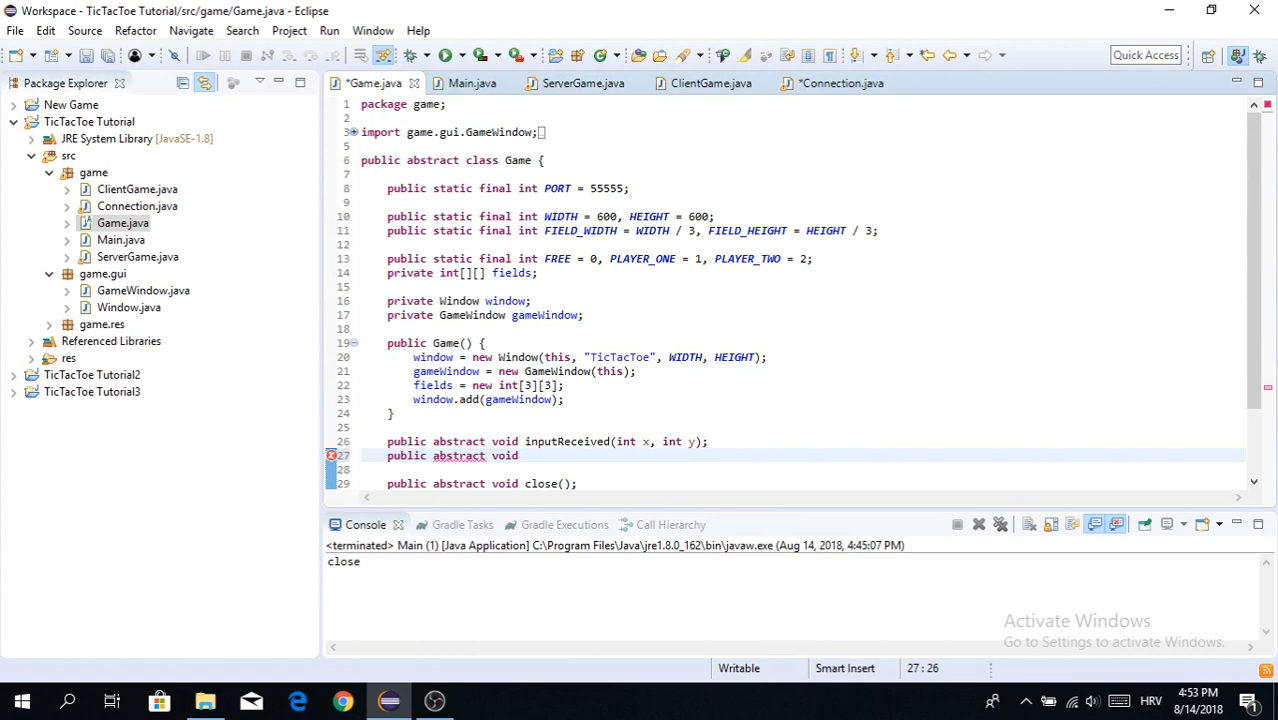 Workspace - TicTacToe Tutorial/src/game/Game.java - Eclipse
File Edit Source Refactor Navigate Search Project Run Window Help
Quick Access
Package Explorer
*Game.java Main.java ServerGame.java ClientGame.java *Connection.java
New Game
TicTacToe Tutorial
JRE System Library [JavaSE-1.8]
src
game
ClientGame.java
Connection.java
Game.java
Main.java
ServerGame.java
game.gui
GameWindow.java
Window.java
game.res
Referenced Libraries
res
TicTacToe Tutorial2
TicTacToe Tutorial3
1 package game;
2
3 import game.gui.GameWindow;
5
6 public abstract class Game {
7
8 public static final int PORT = 55555;
9
10 public static final int WIDTH = 600, HEIGHT = 600;
11 public static final int FIELD_WIDTH = WIDTH / 3, FIELD_HEIGHT = HEIGHT / 3;
12
13 public static final int FREE = 0, PLAYER_ONE = 1, PLAYER_TWO = 2;
14 private int[][] fields;
15
16 private Window window;
17 private GameWindow gameWindow;
18
19 public Game() {
20 window = new Window(this, "TicTacToe", WIDTH, HEIGHT);
21 gameWindow = new GameWindow(this);
22 fields = new int[3][3];
23 window.add(gameWindow);
24 }
25
26 public abstract void inputReceived(int x, int y);
27 public abstract void
28
29 public abstract void close();
Console Gradle Tasks Gradle Executions Call Hierarchy
<terminated> Main (1) [Java Application] C:\Program Files\Java\jre1.8.0_162\bin\javaw.exe (Aug 14, 2018, 4:45:07 PM)
close
Activate Windows
Go to Settings to activate Windows.
Writable Smart Insert 27 : 26
HRV 4:53 PM
8/14/2018
1